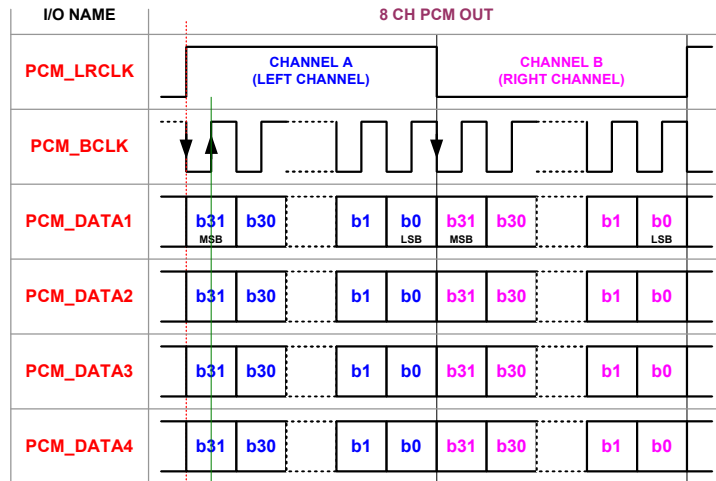 I/O NAME 8 CH PCM OUT
PCM_LRCLK CHANNEL A CHANNEL B
(LEFT CHANNEL) (RIGHT CHANNEL)
PCM_BCLK
PCM_DATA1 b31 b30 b1 b0 b31 b30 b1 b0
MSB LSB MSB LSB
PCM_DATA2 b31 b30 b1 b0 b31 b30 b1 b0
PCM_DATA3 b31 b30 b1 b0 b31 b30 b1 b0
PCM_DATA4 b31 b30 b1 b0 b31 b30 b1 b0